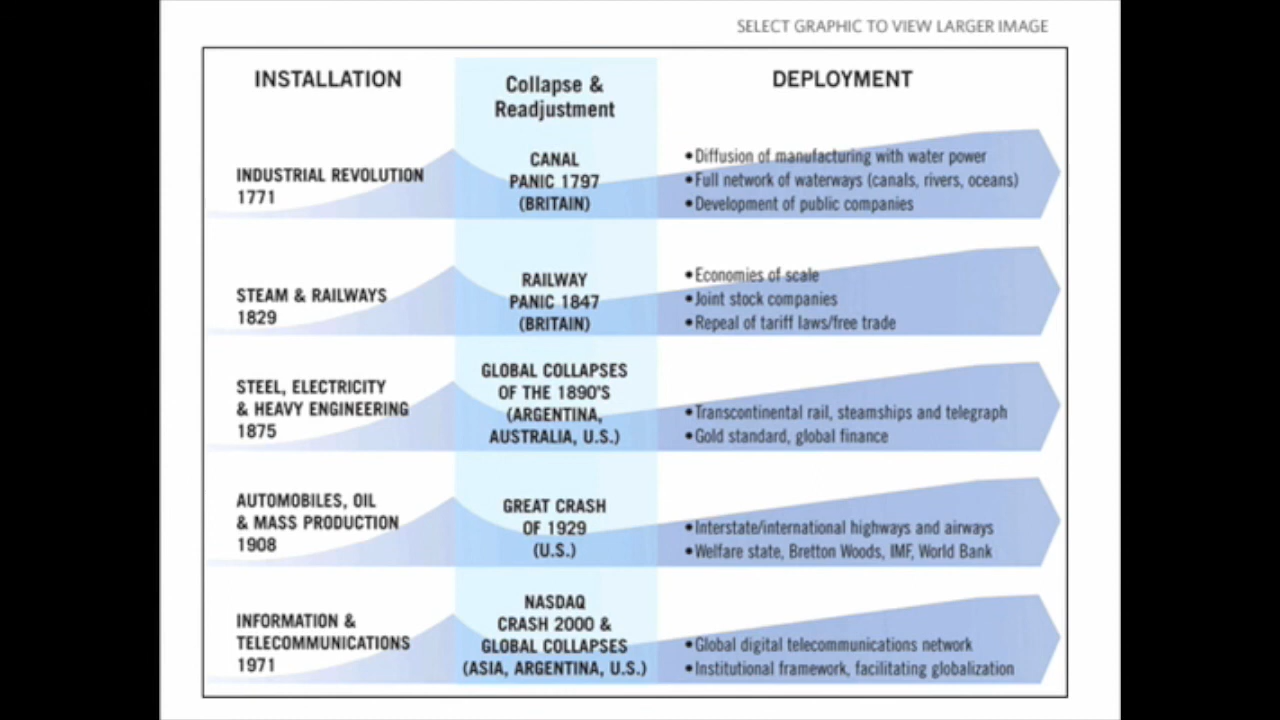 SELECT GRAPHIC TO VIEW LARGER IMAGE
INSTALLATION
Collapse &
Readjustment
DEPLOYMENT
INDUSTRIAL REVOLUTION
1771
CANAL
PANIC 1797
(BRITAIN)
•Diffusion of manufacturing with water power
•Full network of waterways (canals, rivers, oceans)
•Development of public companies
STEAM & RAILWAYS
1829
RAILWAY
PANIC 1847
(BRITAIN)
•Economies of scale
•Joint stock companies
•Repeal of tariff laws/free trade
STEEL, ELECTRICITY
& HEAVY ENGINEERING
1875
GLOBAL COLLAPSES
OF THE 1890'S
(ARGENTINA,
AUSTRALIA, U.S.)
•Transcontinental rail, steamships and telegraph
•Gold standard, global finance
AUTOMOBILES, OIL
& MASS PRODUCTION
1908
GREAT CRASH
OF 1929
(U.S.)
•Interstate/international highways and airways
•Welfare state, Bretton Woods, IMF, World Bank
INFORMATION &
TELECOMMUNICATIONS
1971
NASDAQ
CRASH 2000 &
GLOBAL COLLAPSES
(ASIA, ARGENTINA, U.S.)
•Global digital telecommunications network
•Institutional framework, facilitating globalization